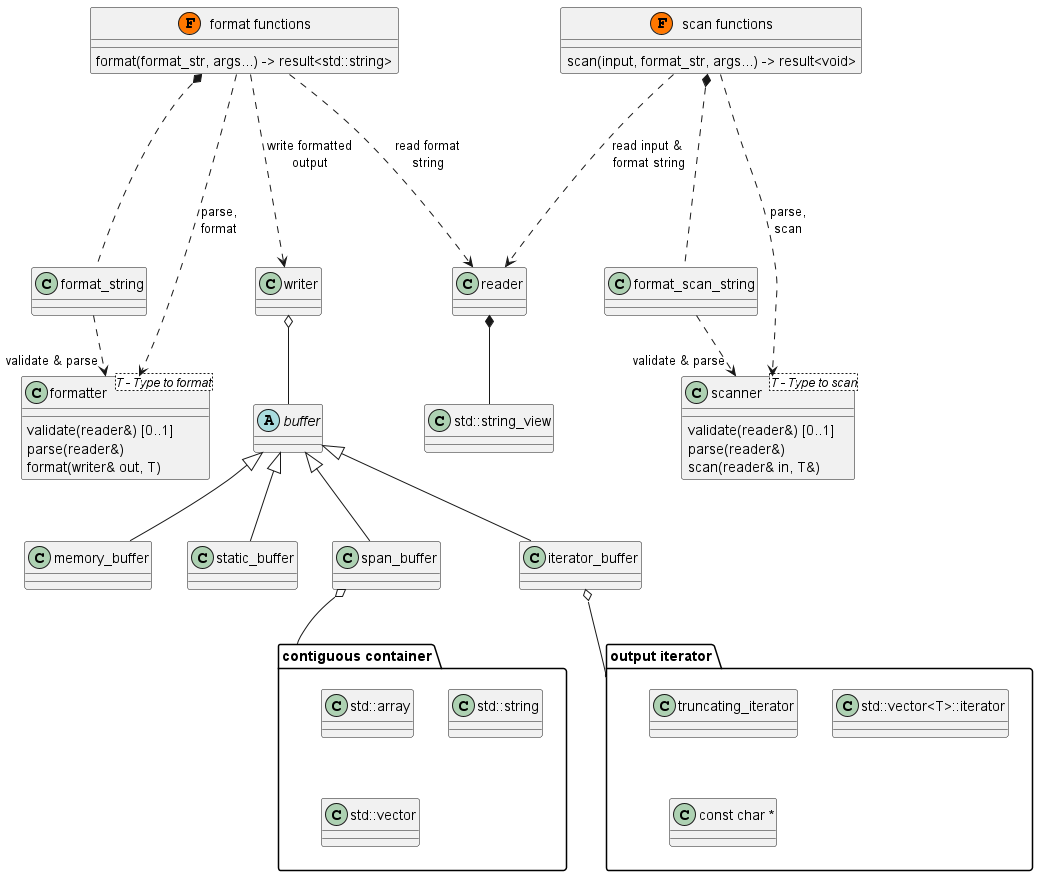 F format functions
format(format_str, args...) -> result<std::string>
F scan functions
scan(input, format_str, args...) -> result<void>
write formatted
output
read format
string
read input &
format string
parse,
format
parse,
scan
C format_string
C writer
C reader
C format_scan_string
validate & parse
validate & parse
C formatter
T - Type to format
validate(reader&) [0..1]
parse(reader&)
format(writer& out, T)
A buffer
C std::string_view
C scanner
T - Type to scan
validate(reader&) [0..1]
parse(reader&)
scan(reader& in, T&)
C memory_buffer
C static_buffer
C span_buffer
C iterator_buffer
contiguous container
C std::array
C std::string
C std::vector
output iterator
C truncating_iterator
C std::vector<T>::iterator
C const char *